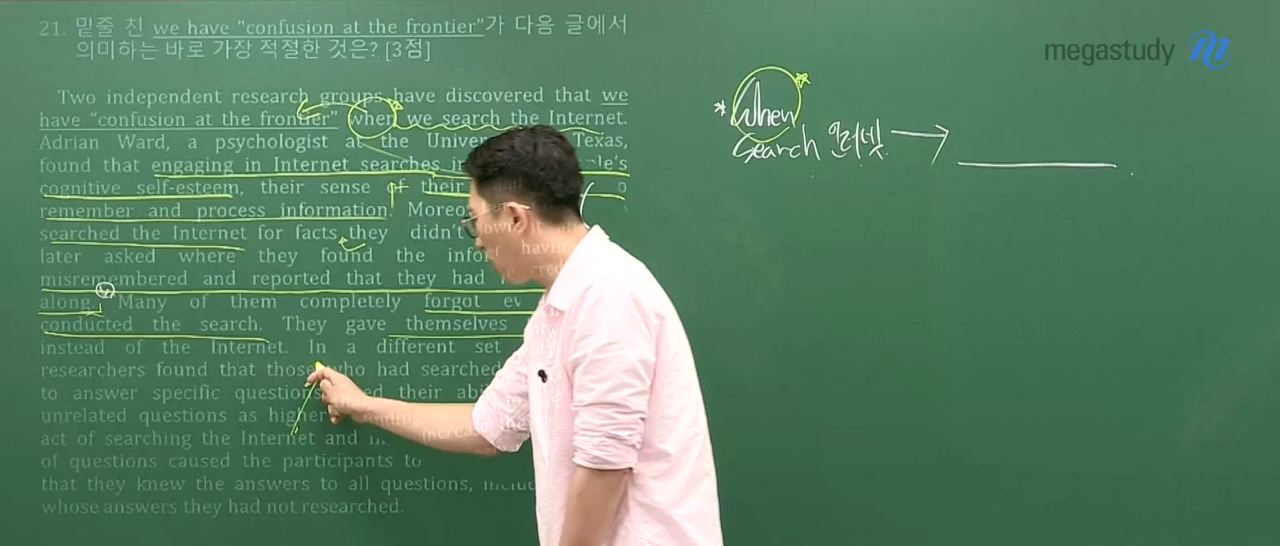 21. 밑줄 친 we have “confusion at the frontier”가 다음 글에서
의미하는 바로 가장 적절한 것은? [3점]
megastudy
Two independent research groups have discovered that we
have “confusion at the frontier” when we search the Internet.
Adrian Ward, a psychologist at the Texas,
found that engaging in Internet searches
cognitive self-esteem, their sense of their
remember and process information.
searched the Internet for facts they didn’t
later asked where they found the
misremembered and reported that they had
along. Many of them completely forgot
conducted the search. They gave themselves
instead of the Internet. In a different set
researchers found that those who had searched
to answer specific questions their
unrelated questions as higher
act of searching the Internet and
of questions caused the participants to
that they knew the answers to all questions,
whose answers they had not researched.
* When
Search 인터넷 →